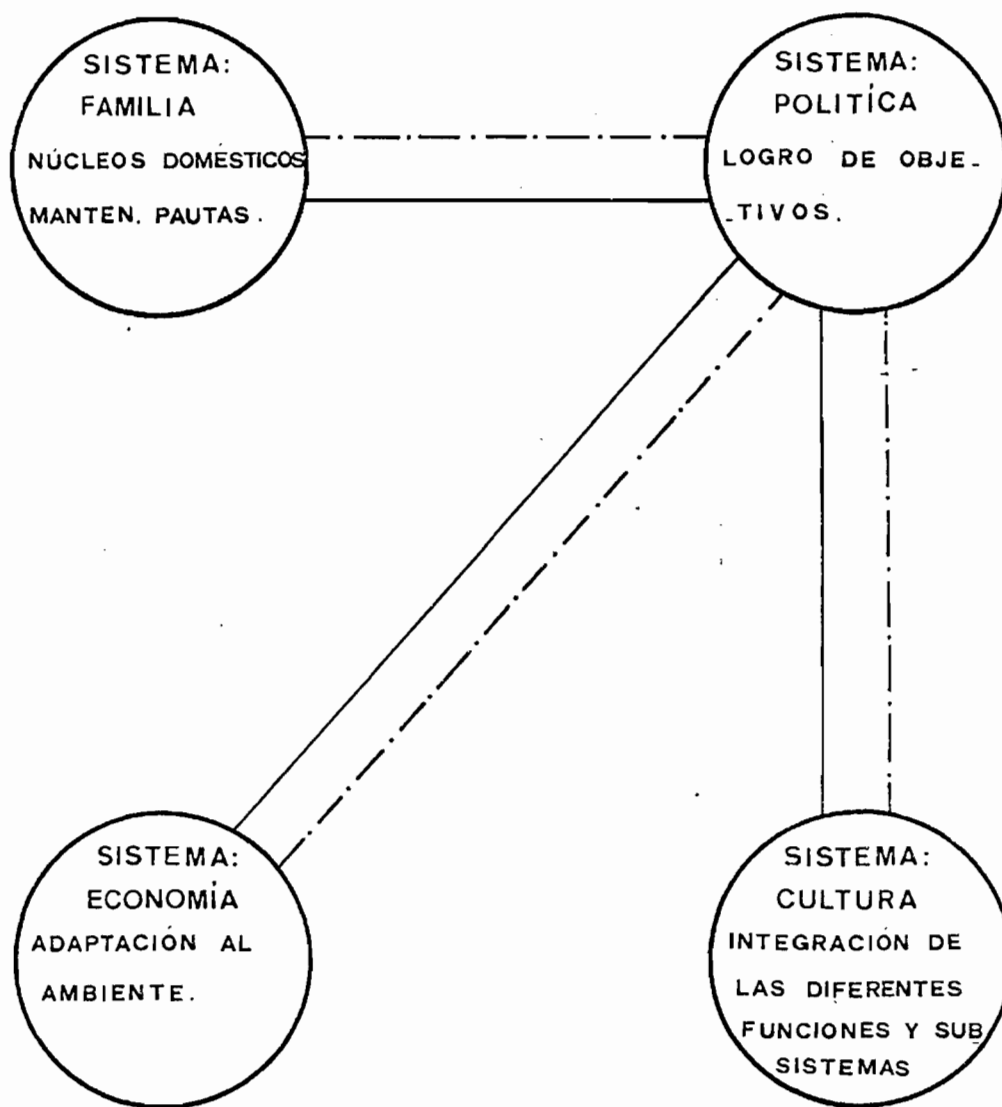 SISTEMA:
FAMILIA
NÚCLEOS DOMÉSTICOS
MANTEN. PAUTAS.
SISTEMA:
POLITÍCA
LOGRO DE OBJE-
-TIVOS.
SISTEMA:
ECONOMÍA
ADAPTACIÓN AL
AMBIENTE.
SISTEMA:
CULTURA
INTEGRACIÓN DE
LAS DIFERENTES
FUNCIONES Y SUB
SISTEMAS